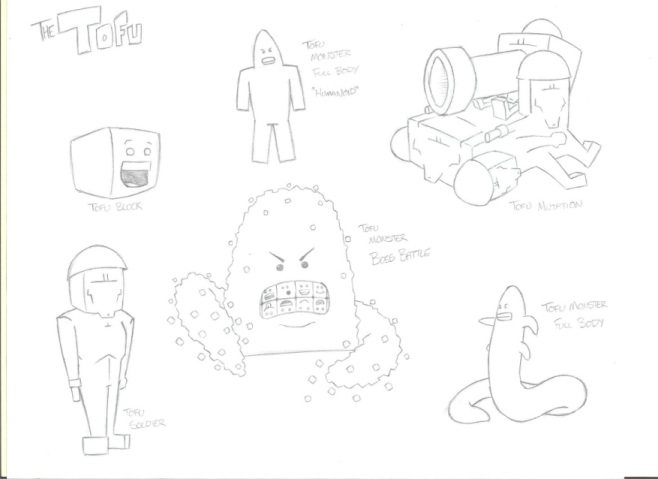 THE TOFU
TOFU
MONSTER
FULL BODY
"HUMANOID"
TOFU BLOCK
TOFU MUTATION
TOFU
MONSTER
BOSS BATTLE
TOFU MONSTER
FULL BODY
TOFU
SOLDIER